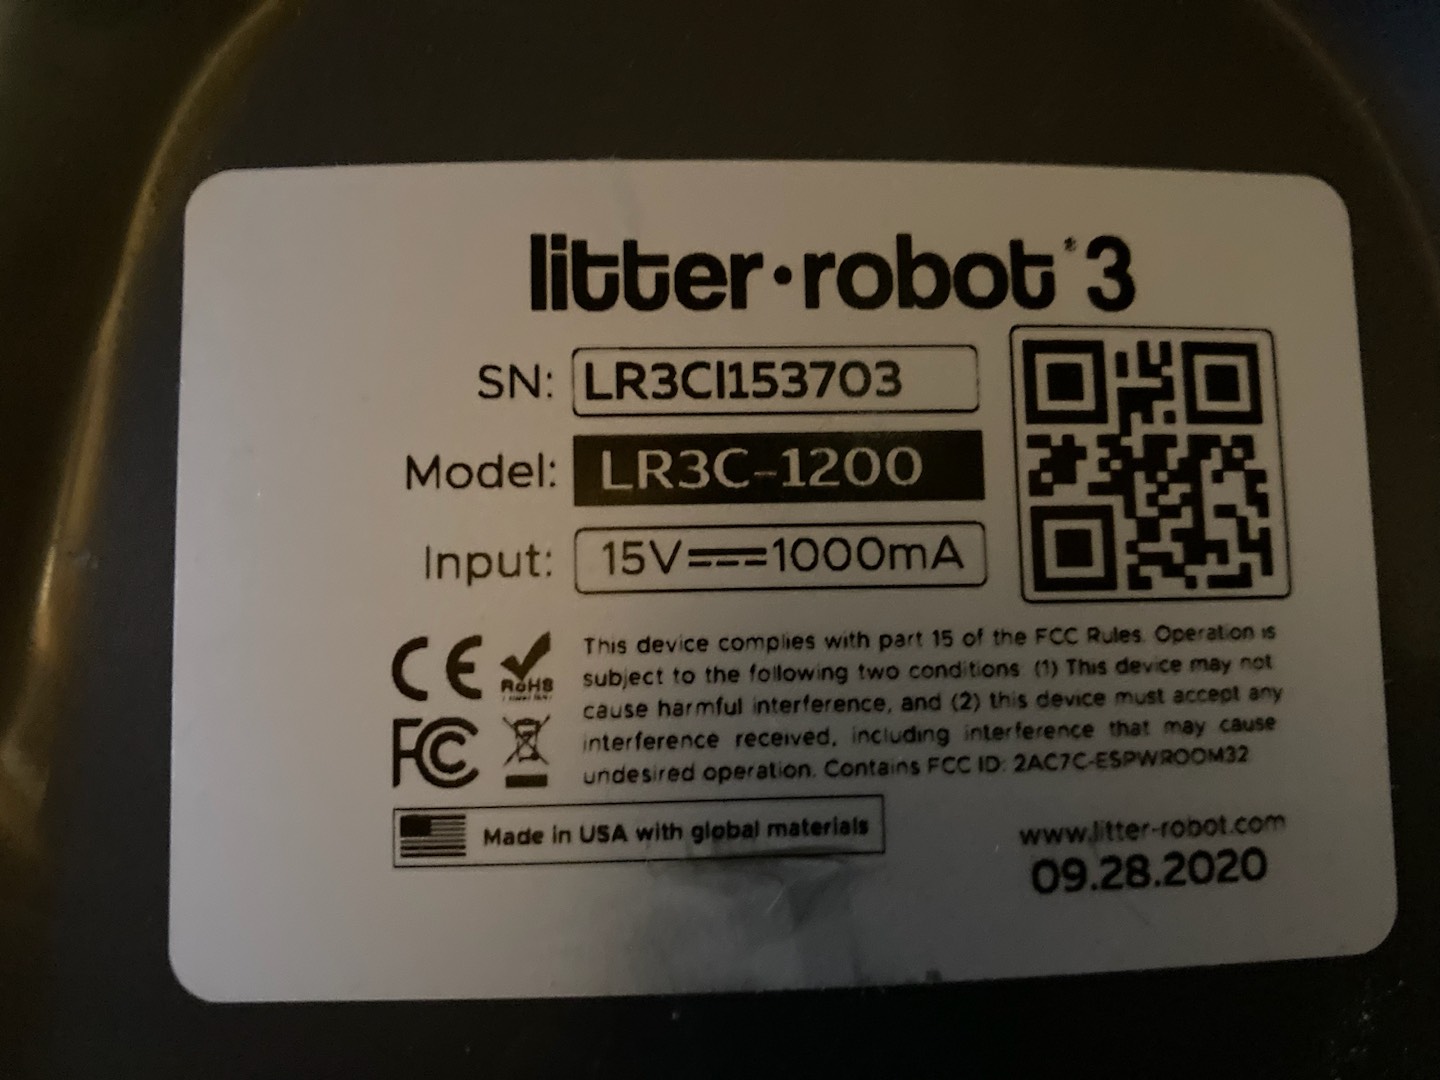 litter·robot® 3
SN: LR3CI153703
Model: LR3C-1200
Input: 15V⎓1000mA
CE RoHS
FC
This device complies with part 15 of the FCC Rules. Operation is
subject to the following two conditions. (1) This device may not
cause harmful interference, and (2) this device must accept any
interference received, including interference that may cause
undesired operation. Contains FCC ID: 2AC7C-ESPWROOM32
Made in USA with global materials
www.litter-robot.com
09.28.2020